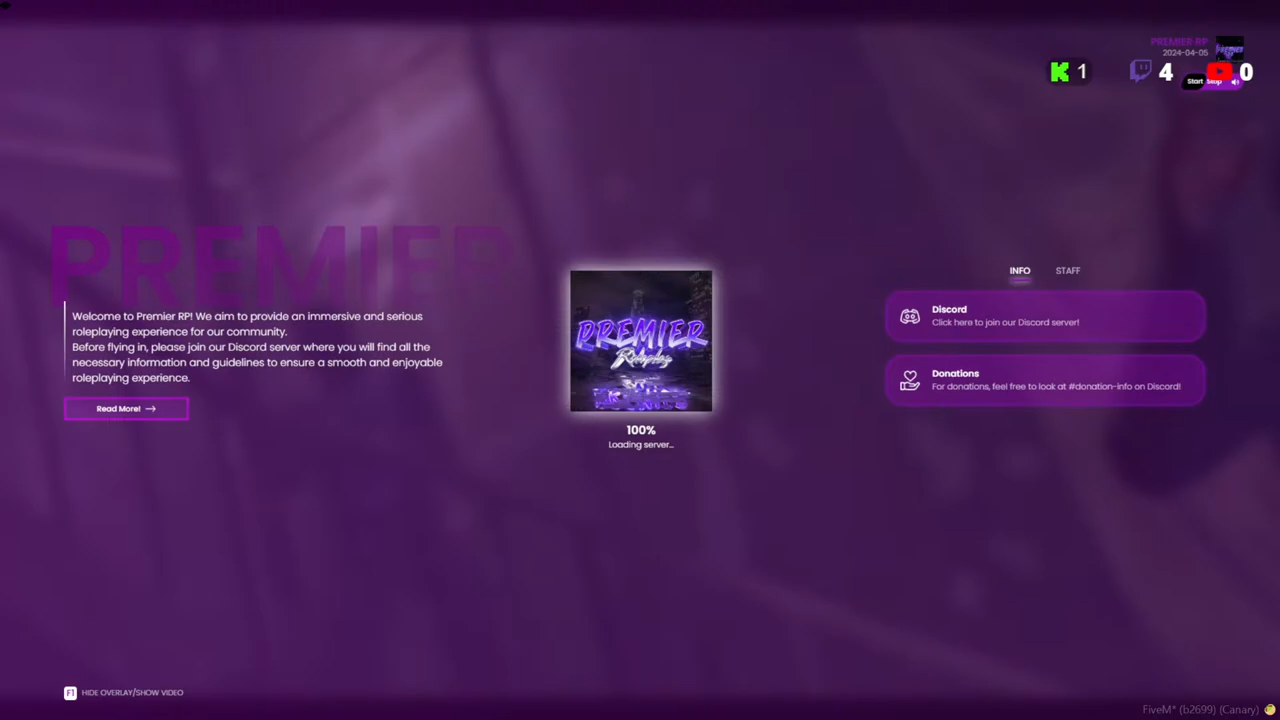 PREMIER-RP
2024-04-05
1
4
0
Start Stop
PREMIER
Welcome to Premier RP! We aim to provide an immersive and serious
roleplaying experience for our community.
Before flying in, please join our Discord server where you will find all the
necessary information and guidelines to ensure a smooth and enjoyable
roleplaying experience.
Read More!
PREMIER
Roleplay
100%
Loading server...
INFO STAFF
Discord
Click here to join our Discord server!
Donations
For donations, feel free to look at #donation-info on Discord!
F1 HIDE OVERLAY/SHOW VIDEO
FiveM* (b2699) (Canary)